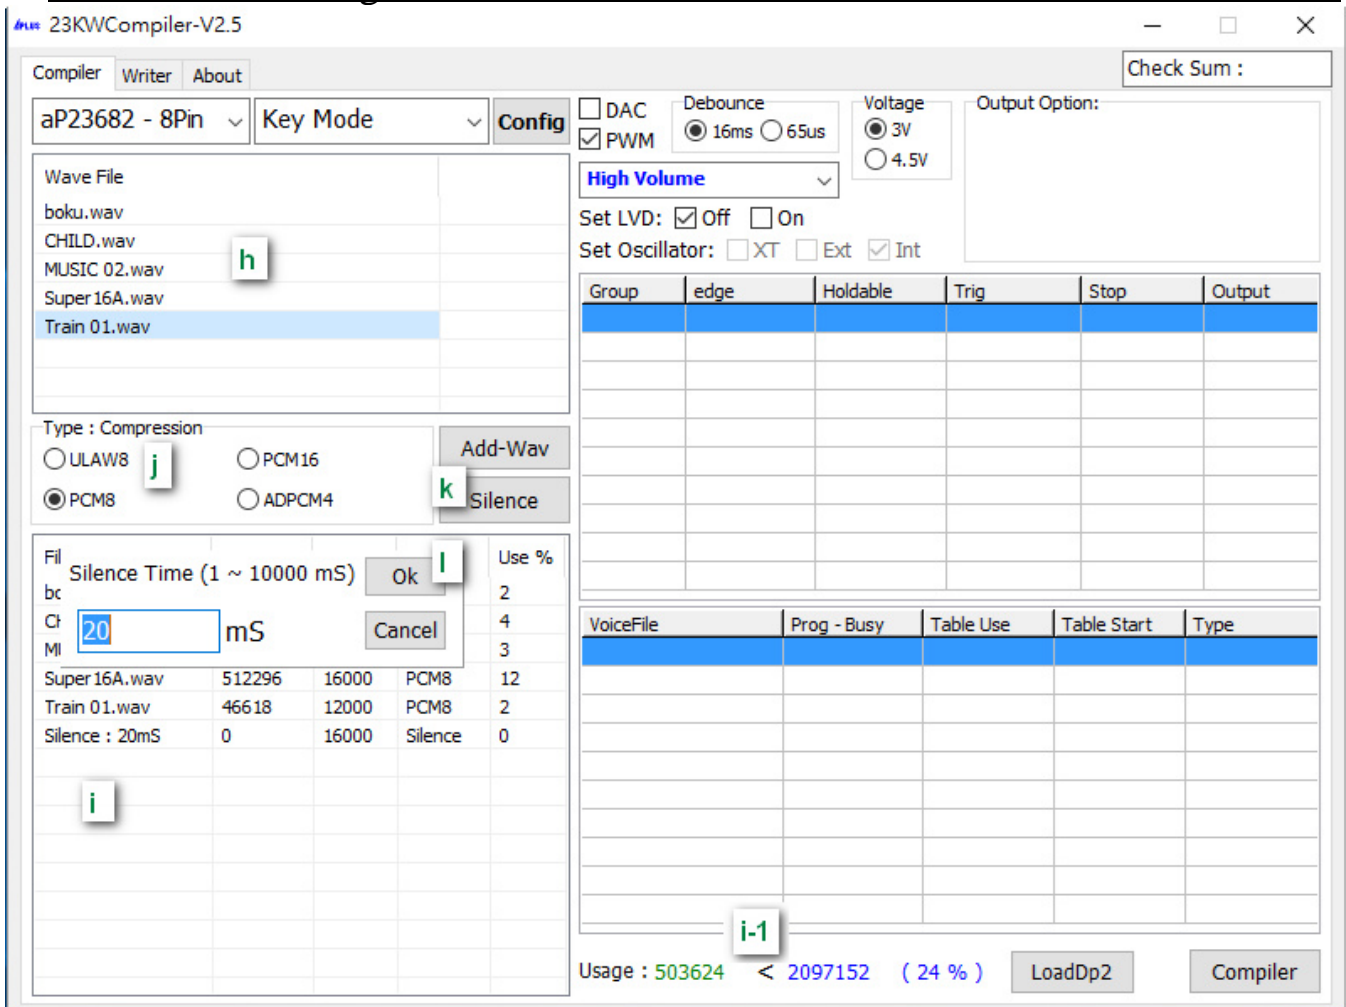 23KWCompiler-V2.5
Compiler Writer About
Check Sum :
aP23682 - 8Pin Key Mode Config
DAC
PWM
Debounce
16ms 65us
Voltage
3V
4.5V
Output Option:
High Volume
Set LVD: Off On
Set Oscillator: XT Ext Int
Wave File
boku.wav
CHILD.wav
MUSIC 02.wav
Super16A.wav
Train 01.wav
h
Group edge Holdable Trig Stop Output
Type : Compression
ULAW8 PCM16
PCM8 ADPCM4
j
Add-Wav
k
Silence
Use %
Silence Time (1 ~ 10000 mS) Ok
l
20 mS Cancel
2
4
3
Super16A.wav 512296 16000 PCM8 12
Train 01.wav 46618 12000 PCM8 2
Silence : 20mS 0 16000 Silence 0
i
VoiceFile Prog - Busy Table Use Table Start Type
i-1
Usage : 503624 < 2097152 ( 24 % ) LoadDp2 Compiler